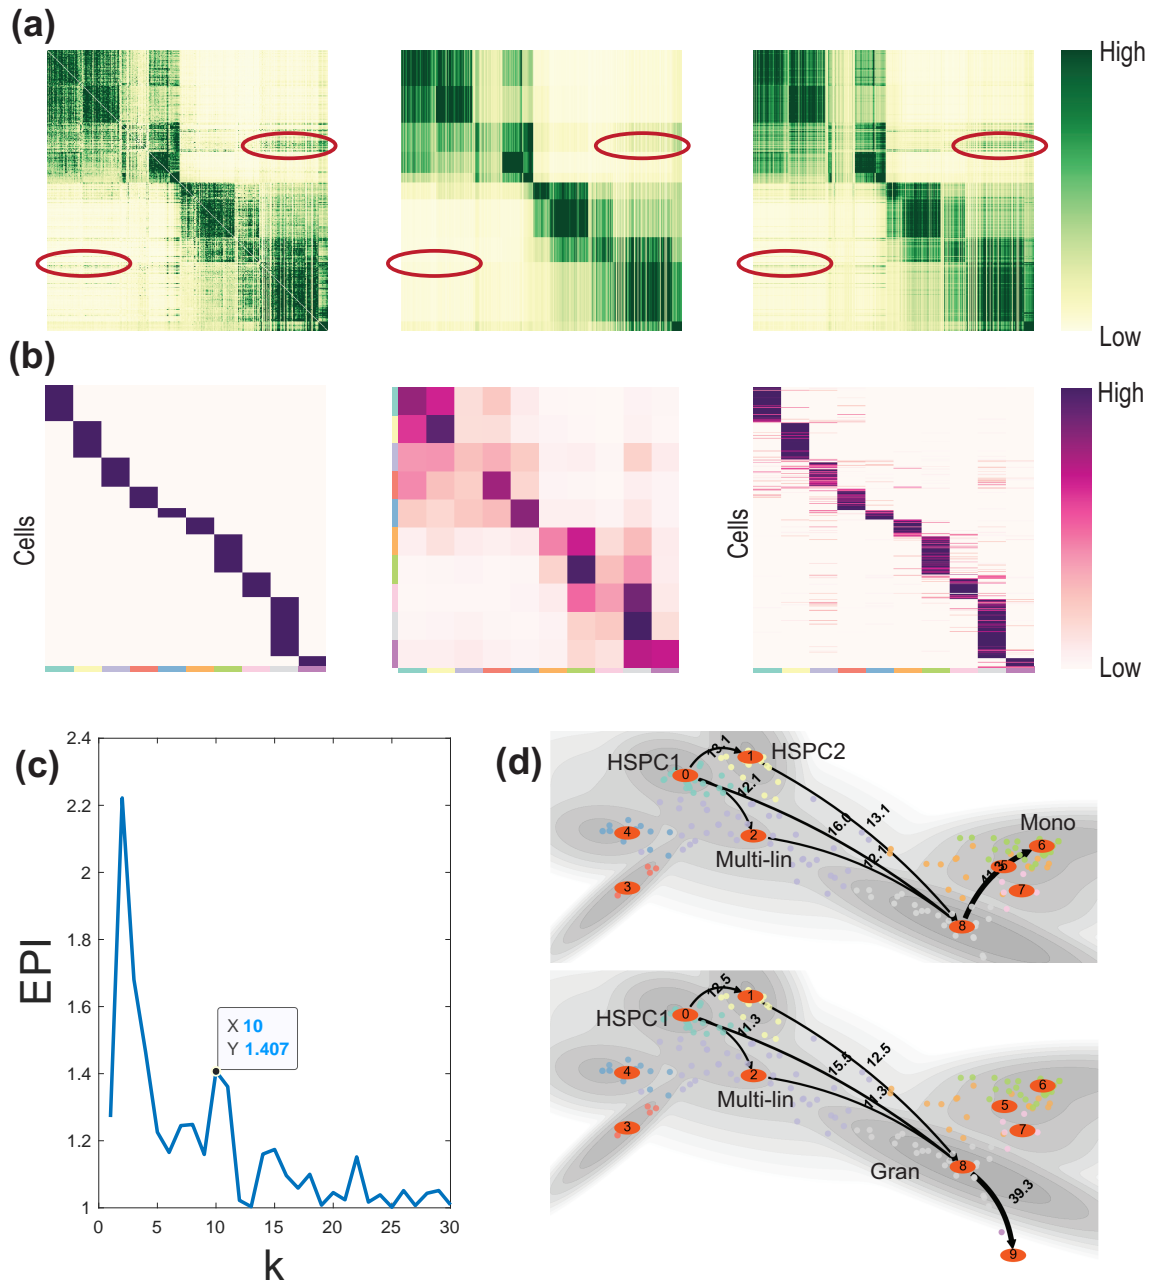 (a)
High
Low
(b)
Cells
Cells
High
Low
(c)
EPI
2.4
2.2
2
1.8
1.6
1.4
1.2
1
0
5
10
15
20
25
30
k
X 10
Y 1.407
(d)
HSPC1
HSPC2
Multi-lin
Mono
0
1
2
3
4
5
6
7
8
13.1
12.1
16.0
13.1
12.1
HSPC1
Multi-lin
Gran
0
1
2
3
4
5
6
7
8
9
12.5
11.3
15.5
12.5
11.3
39.3